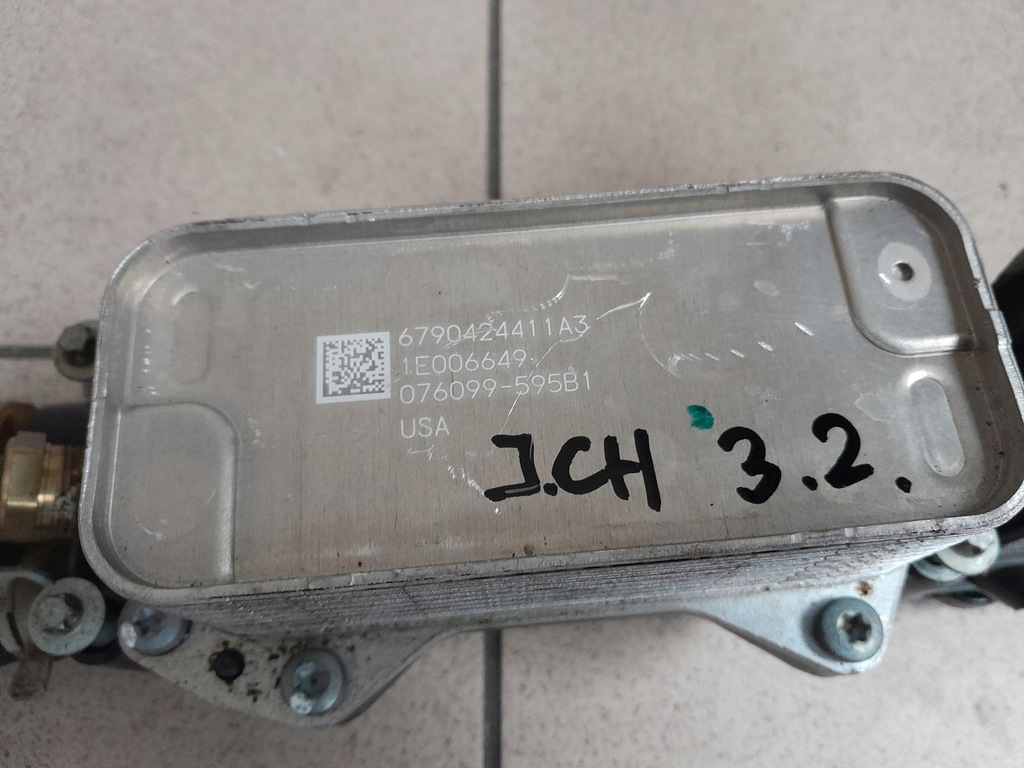 6790424411A3
1E006649
076099-595B1
USA
J.CH 3.2.